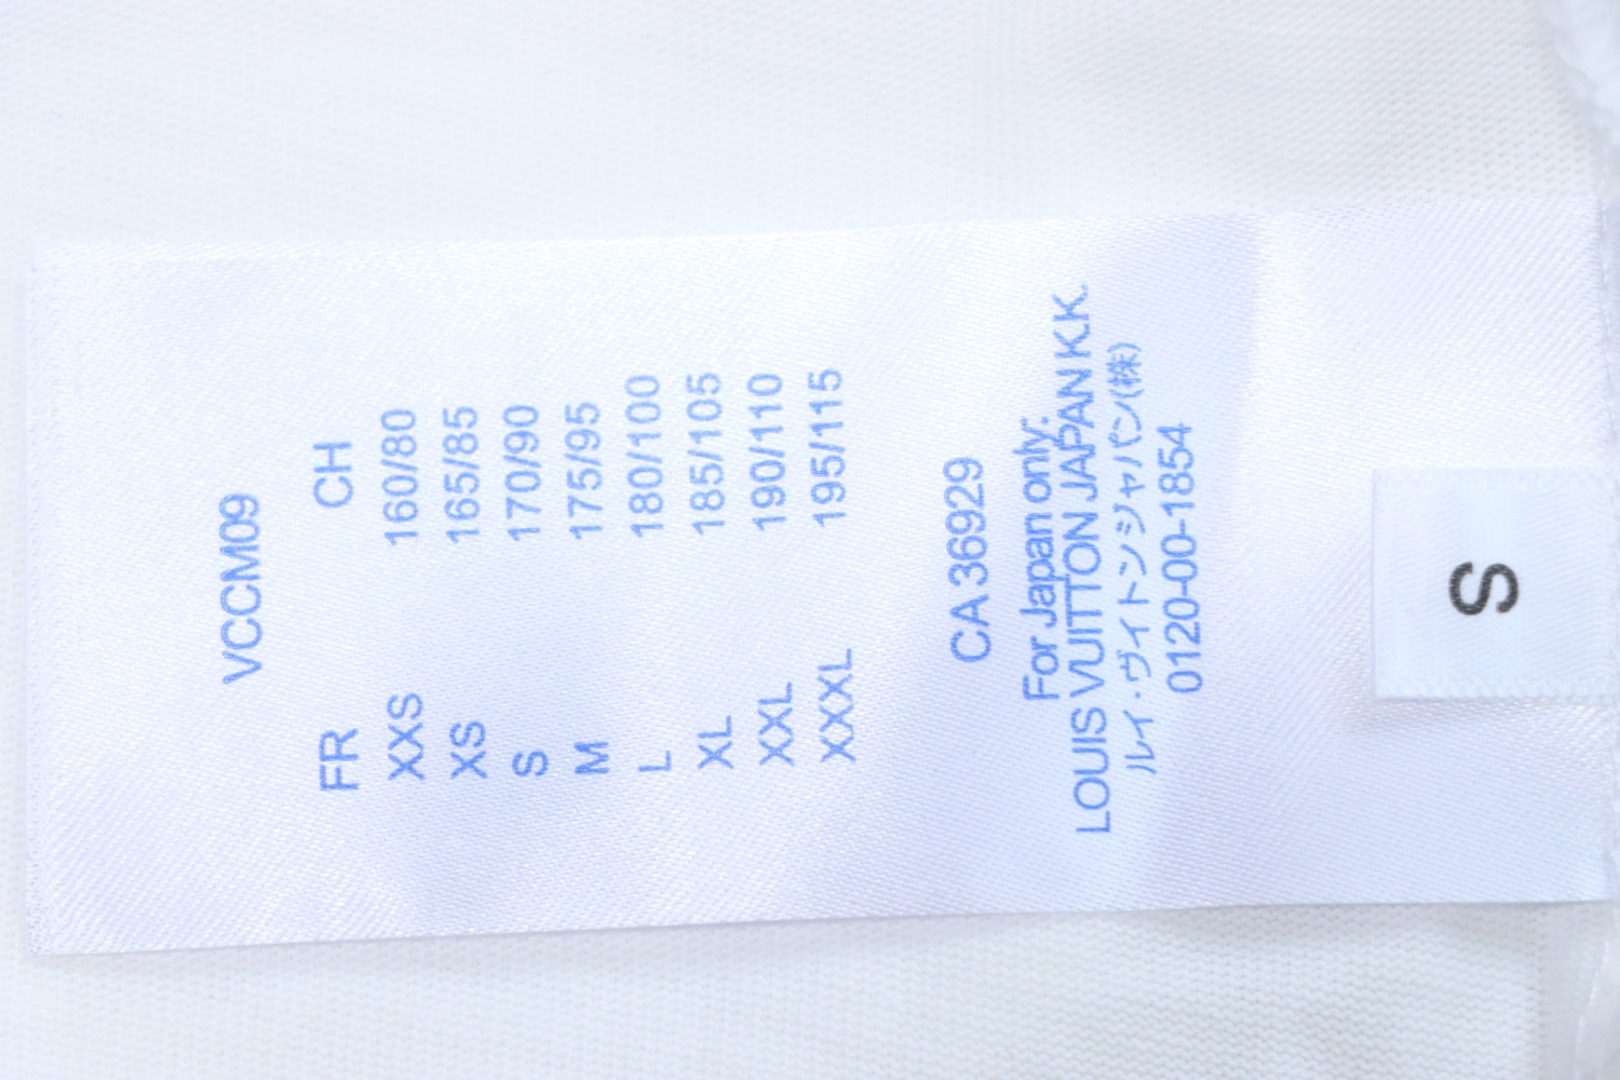 VCCM09
FR CH
XXS 160/80
XS 165/85
S 170/90
M 175/95
L 180/100
XL 185/105
XXL 190/110
XXXL 195/115
CA 36929
For Japan only:
LOUIS VUITTON JAPAN K.K.
ルイ・ヴィトンジャパン(株)
0120-00-1854
S